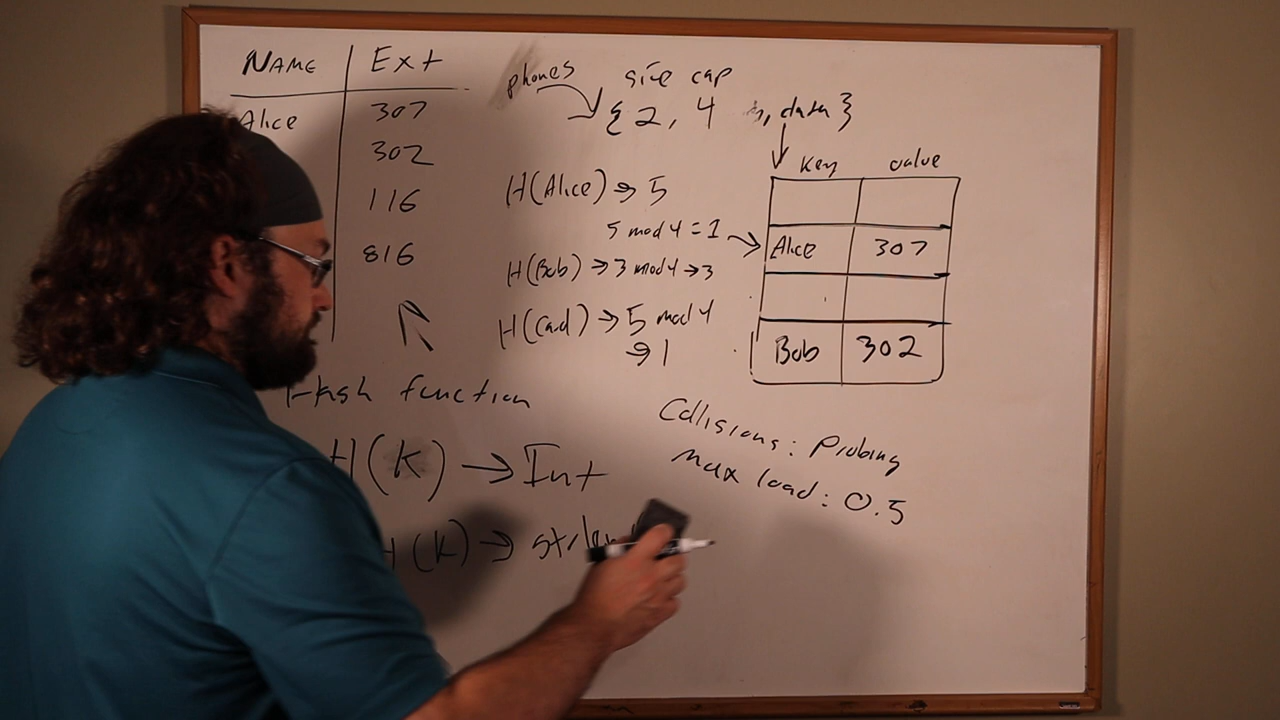 NAME Ext
Alice 307
302
116
816
Hash function
H(K) → Int
H(K) → strlen
phones size cap
{2, 4 h, data}
H(Alice) → 5
5 mod 4 = 1
H(Bob) → 3 mod 4 → 3
H(Carl) → 5 mod 4
→ 1
key value
Alice 307
Bob 302
Collisions: Probing
Max load: 0.5